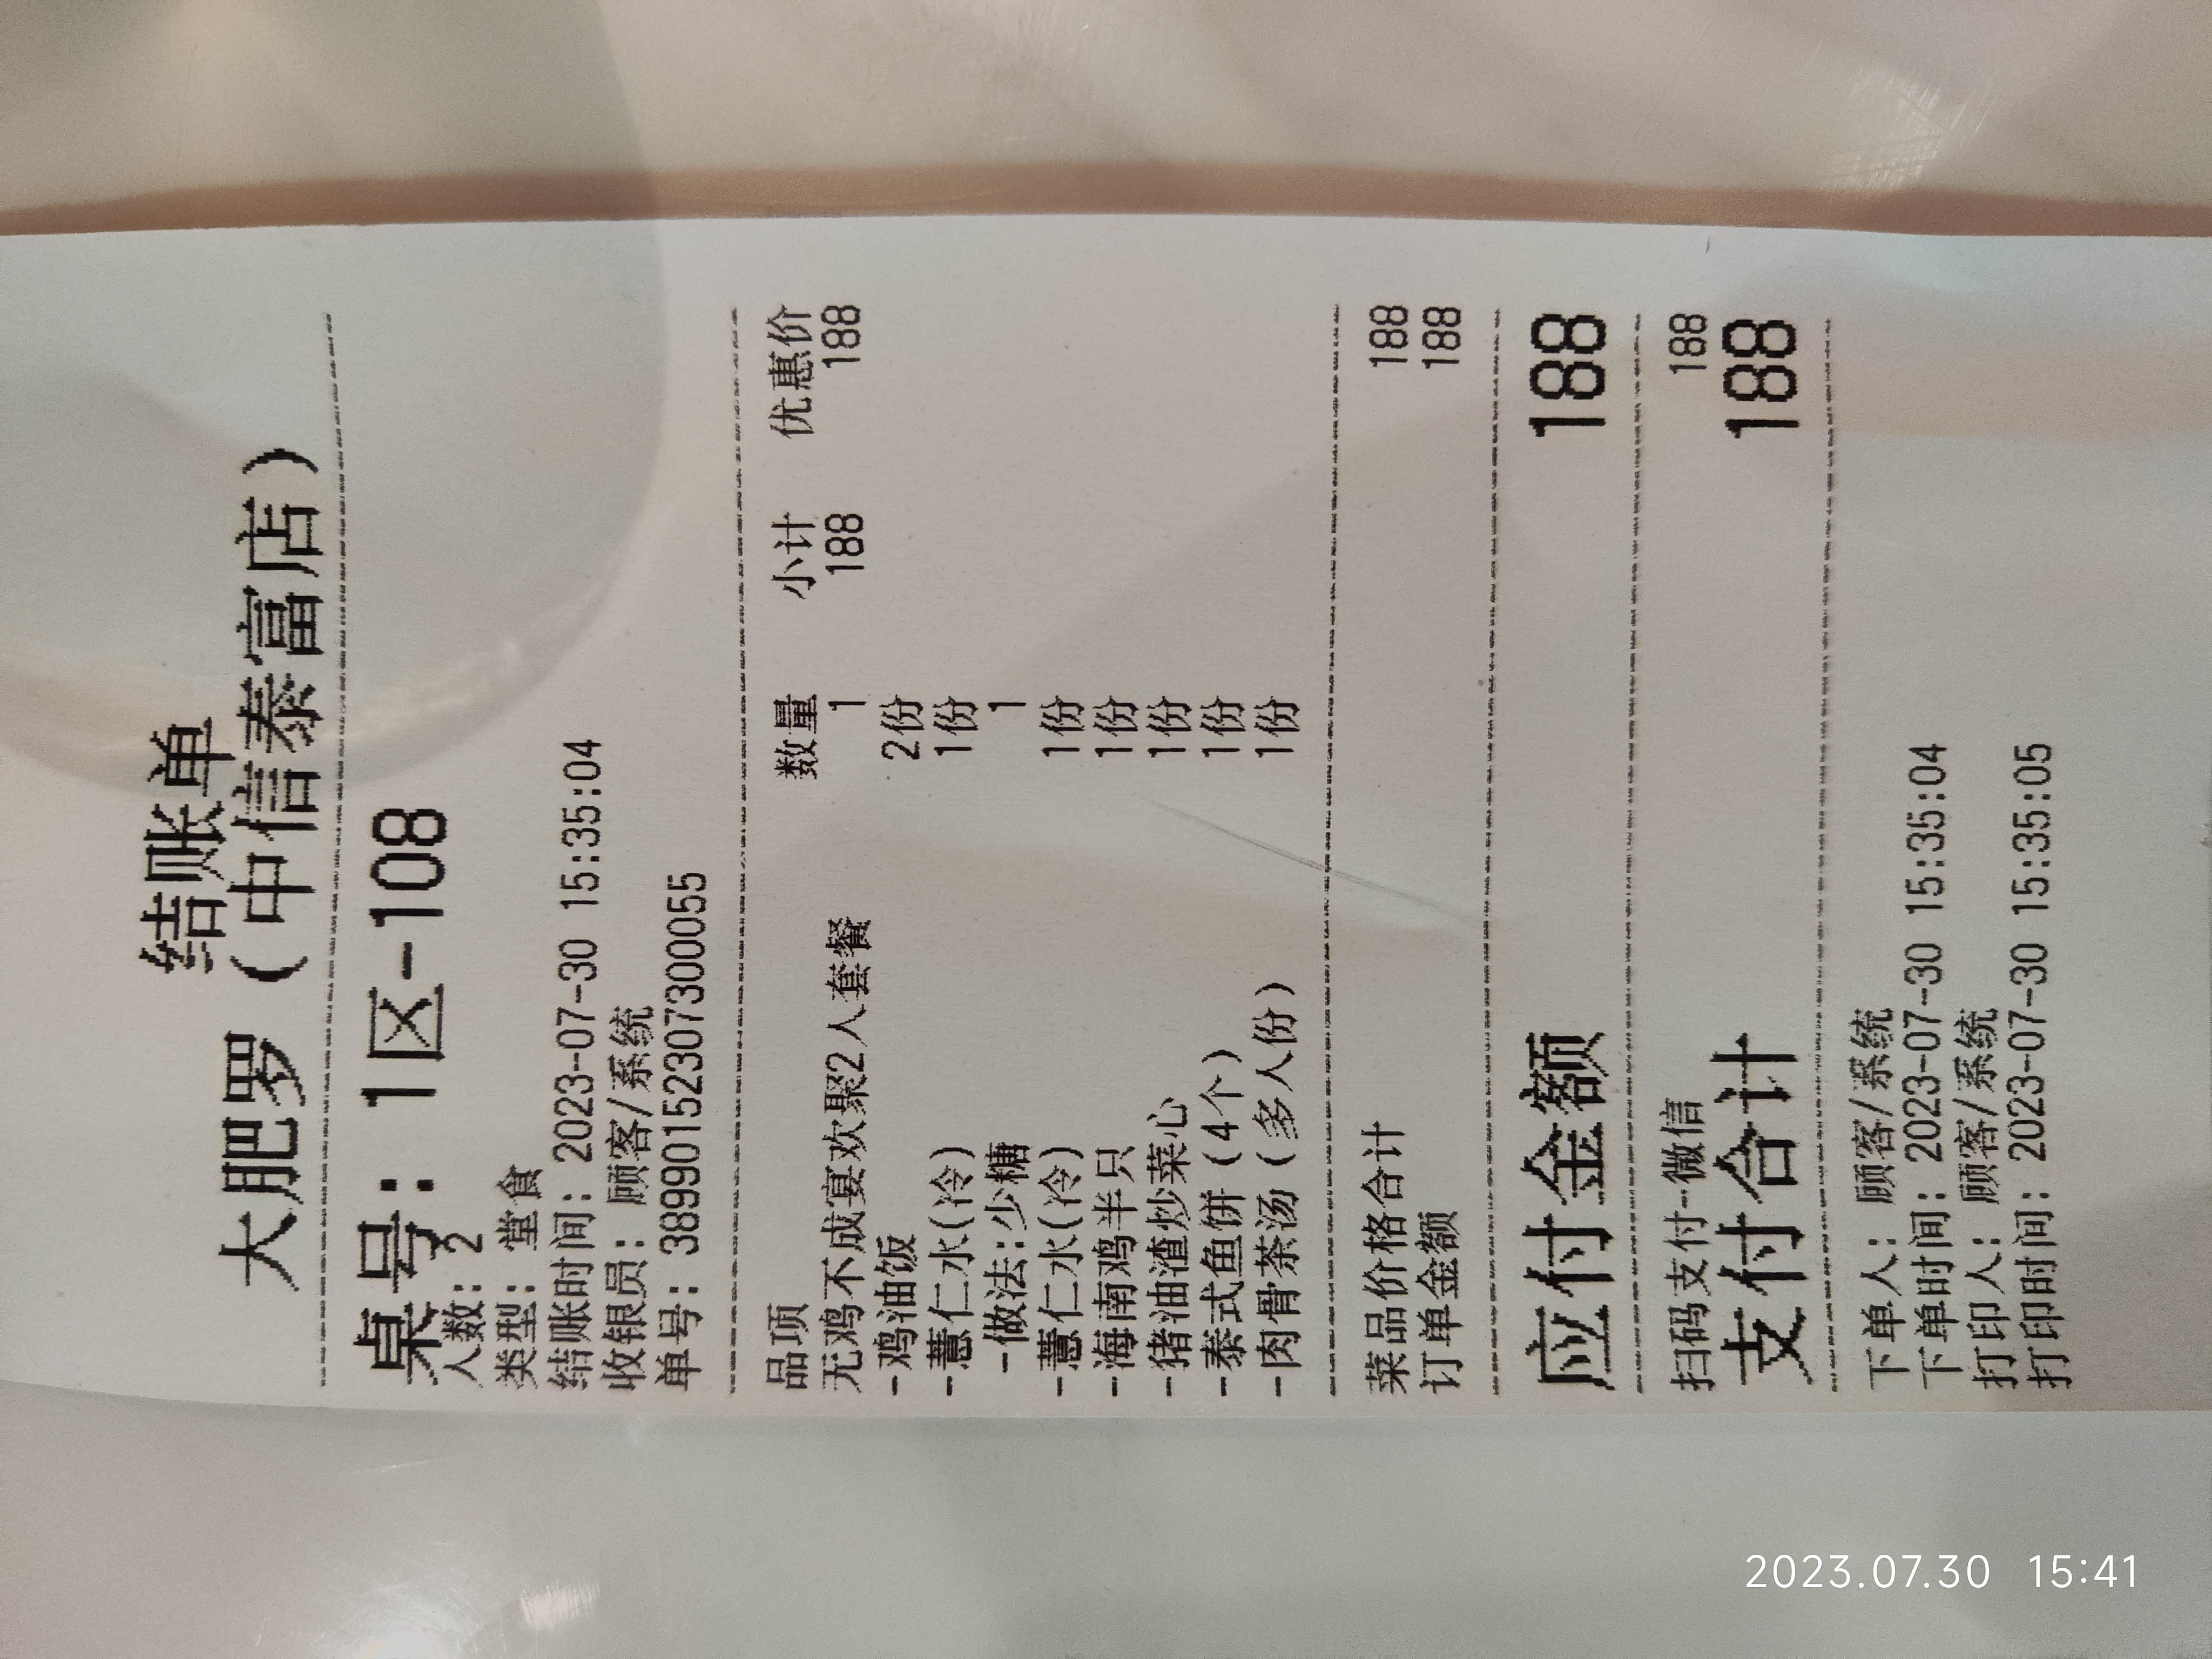 结账单
大肥罗（中信泰富店）
桌号：1区-108
人数：2
类型：堂食
结账时间：2023-07-30 15:35:04
收银员：顾客/系统
单号：389901523073000055
品项 数量 小计 优惠价
无鸡不成宴欢聚2人套餐 1 188 188
-鸡油饭 2份
-薏仁水(冷) 1份
-做法:少糖 1
-薏仁水(冷) 1份
-海南鸡半只 1份
-猪油渣炒菜心 1份
-泰式鱼饼（4个） 1份
-肉骨茶汤（多人份） 1份
菜品价格合计 188
订单金额 188
应付金额 188
扫码支付-微信 188
支付合计 188
下单人：顾客/系统
下单时间：2023-07-30 15:35:04
打印人：顾客/系统
打印时间：2023-07-30 15:35:05
2023.07.30 15:41